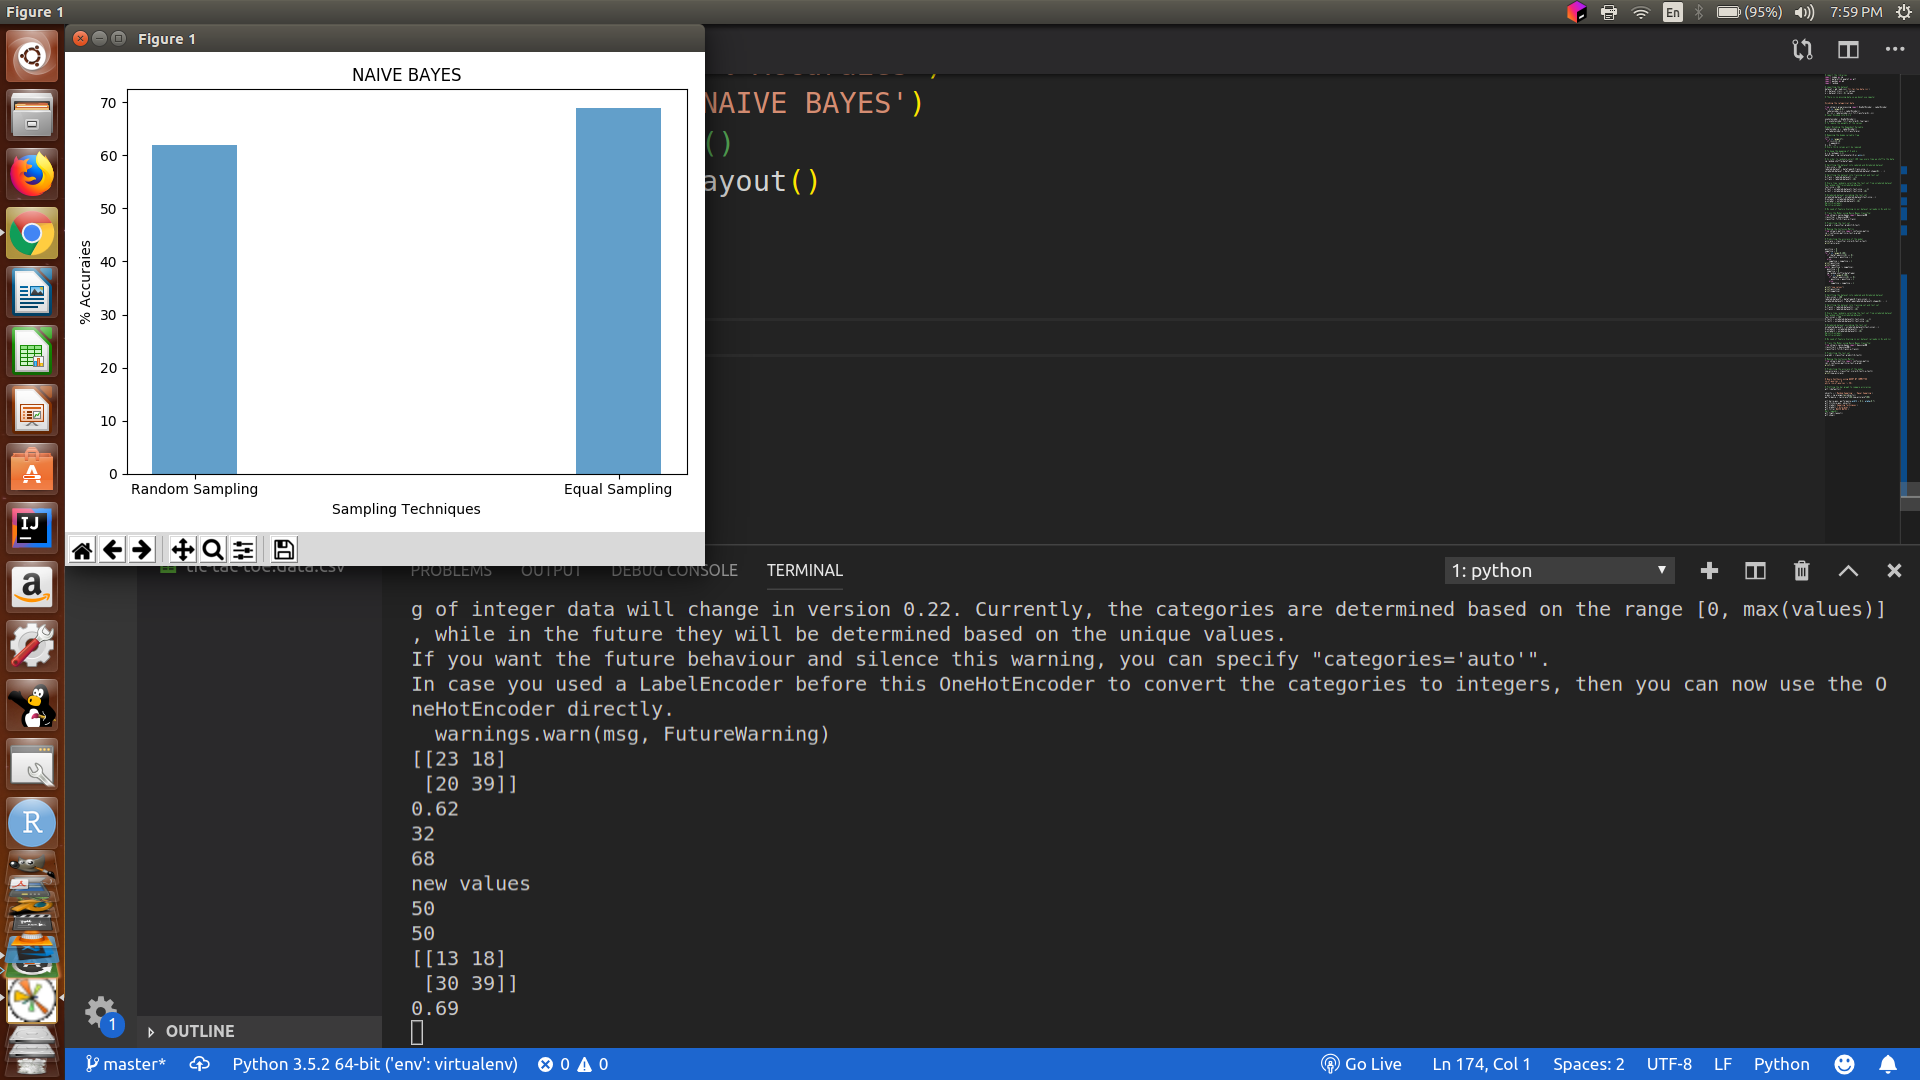 Figure 1
En
(95%)
7:59 PM
Figure 1
NAIVE BAYES
70
60
50
40
30
20
10
0
% Accuraies
Random Sampling
Equal Sampling
Sampling Techniques
NAIVE BAYES')
()
ayout()
tic-tac-toe.data.csv
PROBLEMS
OUTPUT
DEBUG CONSOLE
TERMINAL
1: python
g of integer data will change in version 0.22. Currently, the categories are determined based on the range [0, max(values)]
, while in the future they will be determined based on the unique values.
If you want the future behaviour and silence this warning, you can specify "categories='auto'".
In case you used a LabelEncoder before this OneHotEncoder to convert the categories to integers, then you can now use the O
neHotEncoder directly.
warnings.warn(msg, FutureWarning)
[[23 18]
[20 39]]
0.62
32
68
new values
50
50
[[13 18]
[30 39]]
0.69
1
OUTLINE
master*
Python 3.5.2 64-bit ('env': virtualenv)
0
0
Go Live
Ln 174, Col 1
Spaces: 2
UTF-8
LF
Python
IJ
a
R